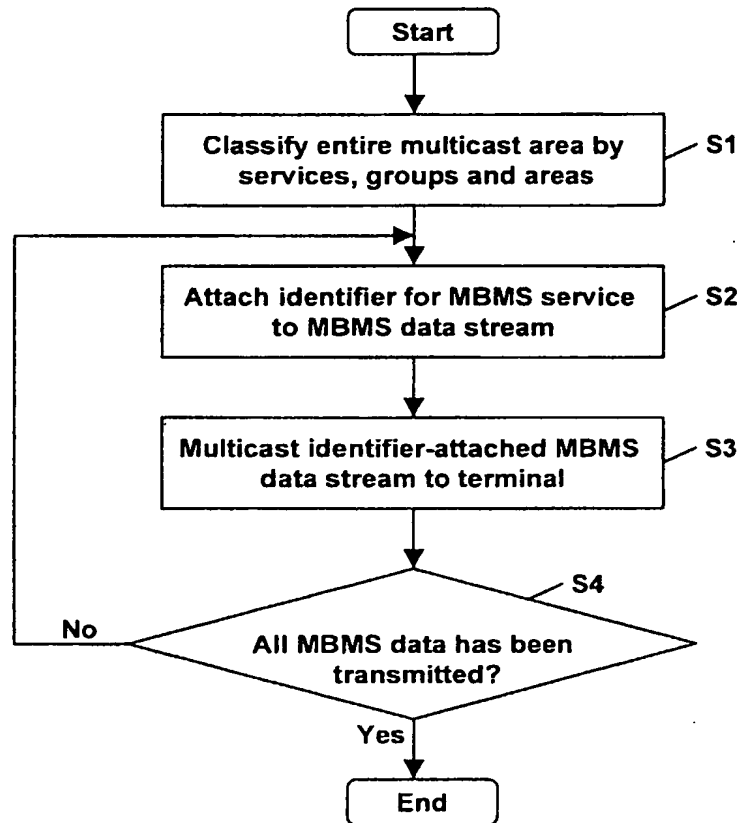 Start
Classify entire multicast area by
services, groups and areas
S1
Attach identifier for MBMS service
to MBMS data stream
S2
Multicast identifier-attached MBMS
data stream to terminal
S3
S4
No
All MBMS data has been
transmitted?
Yes
End